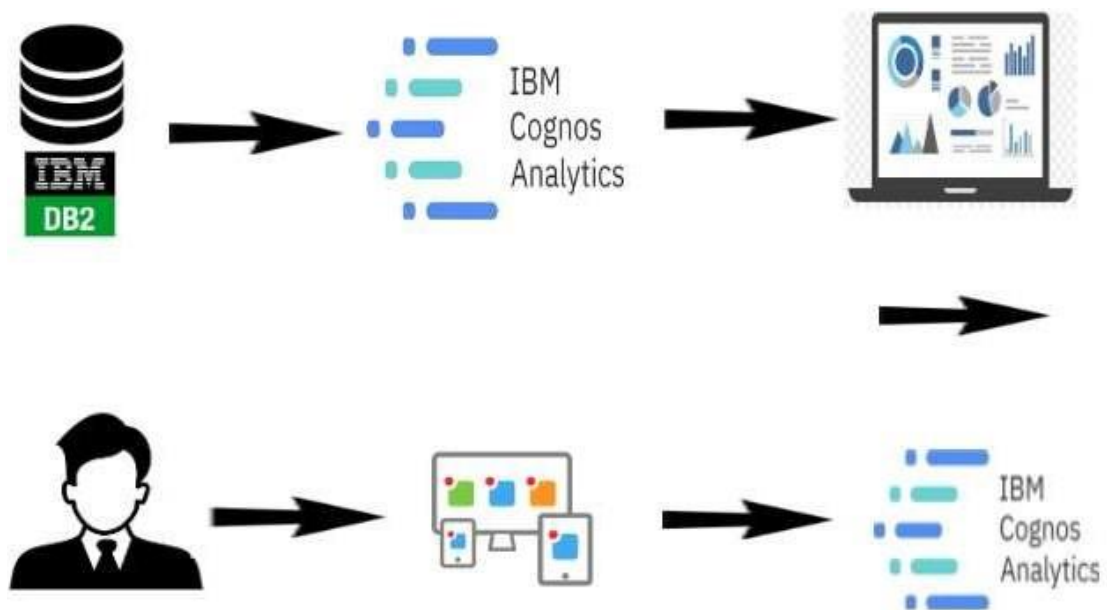 IBM
DB2
IBM
Cognos
Analytics
IBM
Cognos
Analytics